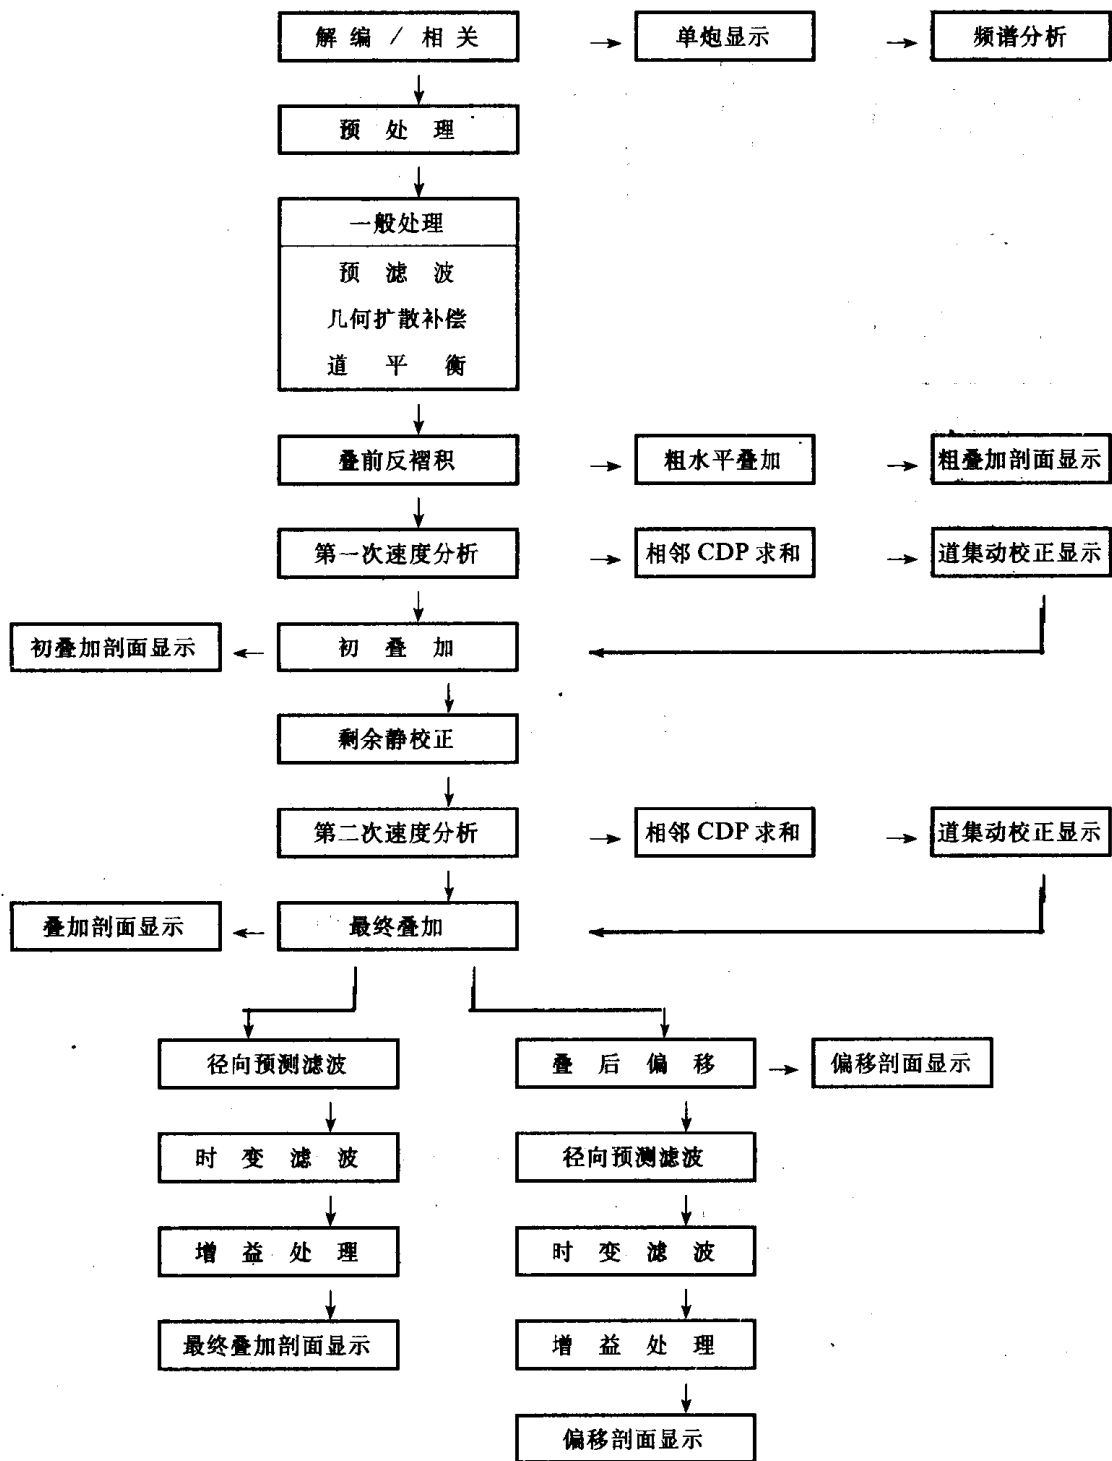 解编／相关
单炮显示
频谱分析
预处理
一般处理
预滤波
几何扩散补偿
道平衡
叠前反褶积
粗水平叠加
粗叠加剖面显示
第一次速度分析
相邻 CDP 求和
道集动校正显示
初叠加剖面显示
初叠加
剩余静校正
第二次速度分析
相邻 CDP 求和
道集动校正显示
叠加剖面显示
最终叠加
径向预测滤波
叠后偏移
偏移剖面显示
时变滤波
径向预测滤波
增益处理
时变滤波
最终叠加剖面显示
增益处理
偏移剖面显示